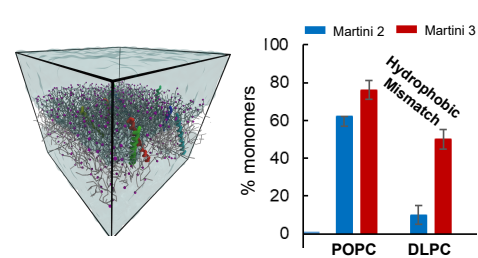 Martini 2 Martini 3
100
80
60
40
20
0
% monomers
Hydrophobic
Mismatch
POPC DLPC